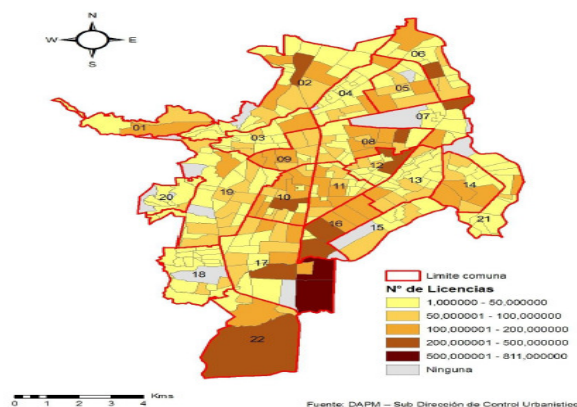 N
W E
S
06
02
04
05
07
01
03
08
09
12
19
10
11
13
14
20
16
21
15
17
18
22
Limite comuna
N° de Licencias
1,000000 - 50,000000
50,000001 - 100,000000
100,000001 - 200,000000
200,000001 - 500,000000
500,000001 - 811,000000
Ninguna
Kms
0 0,5 1 2 3 4
Fuente: DAPM – Sub Dirección de Control Urbanistico